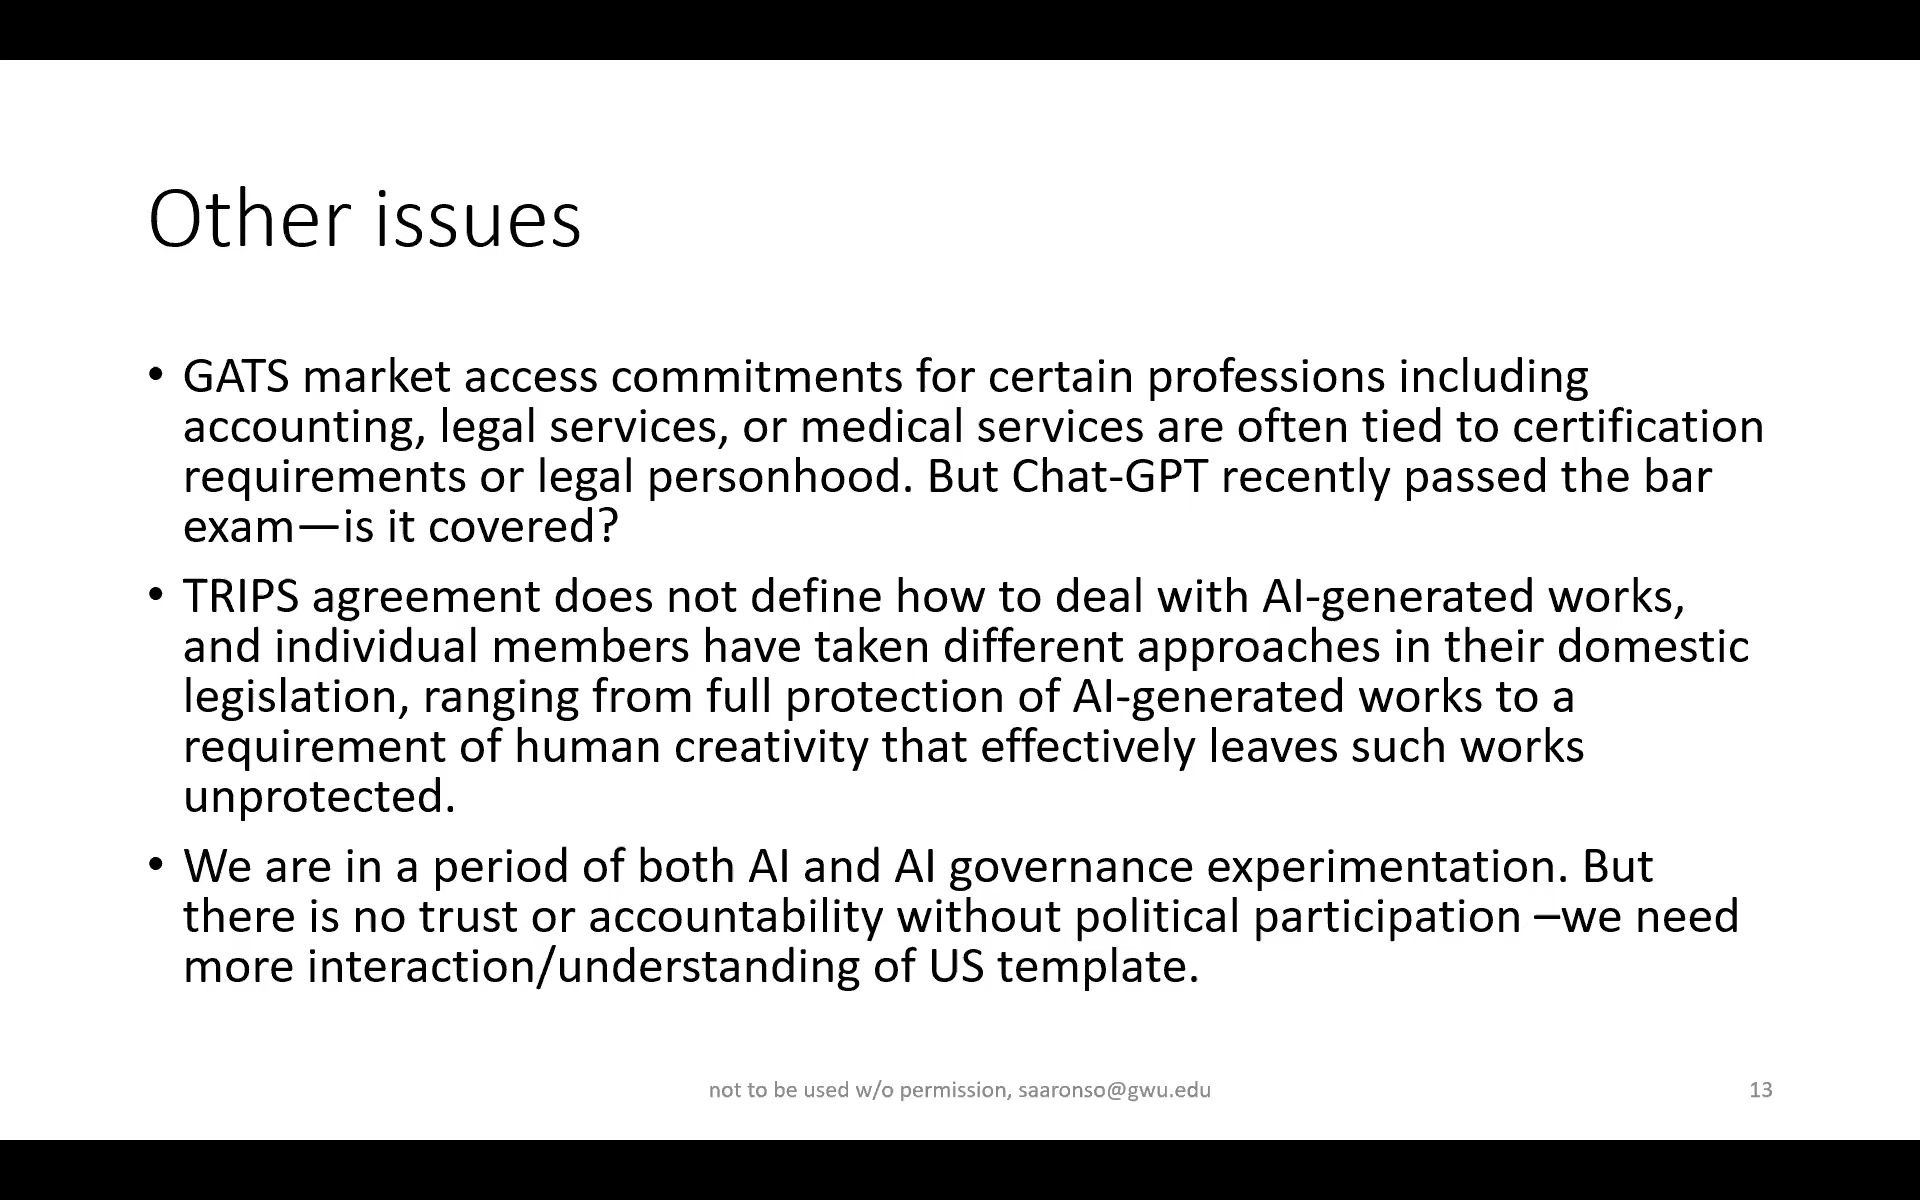 Other issues
• GATS market access commitments for certain professions including
accounting, legal services, or medical services are often tied to certification
requirements or legal personhood. But Chat-GPT recently passed the bar
exam—is it covered?
• TRIPS agreement does not define how to deal with AI-generated works,
and individual members have taken different approaches in their domestic
legislation, ranging from full protection of AI-generated works to a
requirement of human creativity that effectively leaves such works
unprotected.
• We are in a period of both AI and AI governance experimentation. But
there is no trust or accountability without political participation –we need
more interaction/understanding of US template.
not to be used w/o permission, saaronso@gwu.edu
13